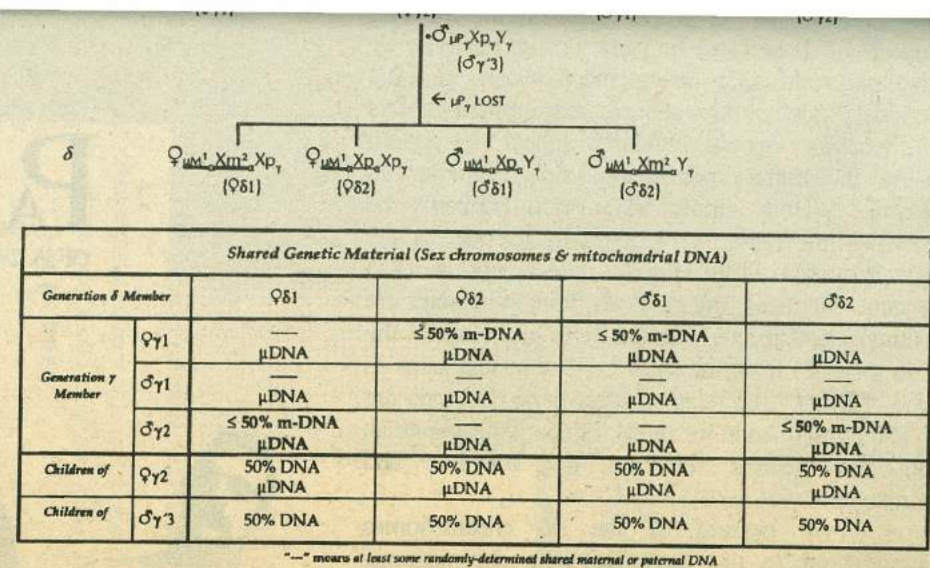 •♂μPγXpγYγ
{♂γ'3}
← μPγ LOST
δ
♀μM¹ₐXm²ₐXpγ ♀μM¹ₐXpₐXpγ ♂μM¹ₐXpₐYγ ♂μM¹ₐXm²ₐYγ
{♀δ1} {♀δ2} {♂δ1} {♂δ2}
Shared Genetic Material (Sex chromosomes & mitochondrial DNA)
Generation δ Member ♀δ1 ♀δ2 ♂δ1 ♂δ2
Generation γ Member
♀γ1 — ≤ 50% m-DNA ≤ 50% m-DNA —
μDNA μDNA μDNA μDNA
♂γ1 — — — —
μDNA μDNA μDNA μDNA
♂γ2 ≤ 50% m-DNA — — ≤ 50% m-DNA
μDNA μDNA μDNA μDNA
Children of ♀γ2 50% DNA 50% DNA 50% DNA 50% DNA
μDNA μDNA μDNA μDNA
Children of ♂γ'3 50% DNA 50% DNA 50% DNA 50% DNA
"---" means at least some randomly-determined shared maternal or paternal DNA